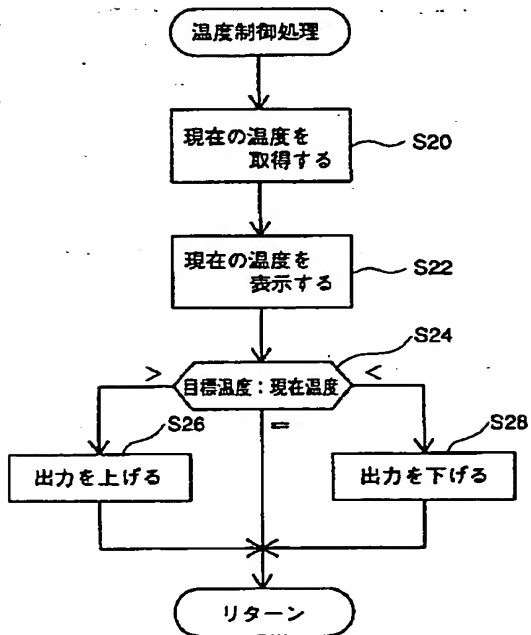 温度制御処理
現在の温度を
取得する
S20
現在の温度を
表示する
S22
S24
>
目標温度：現在温度
<
S26
=
S28
出力を上げる
出力を下げる
リターン